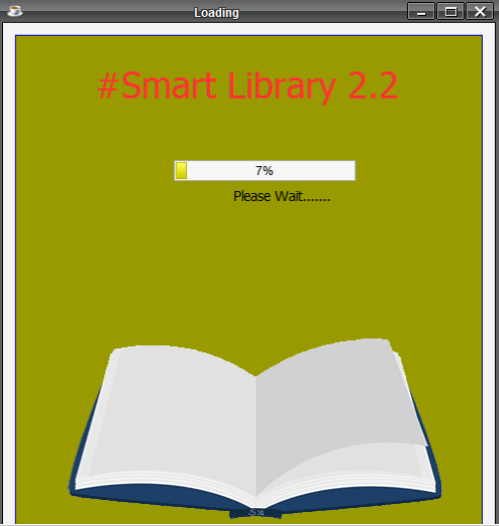 Loading
#Smart Library 2.2
7%
Please Wait.......